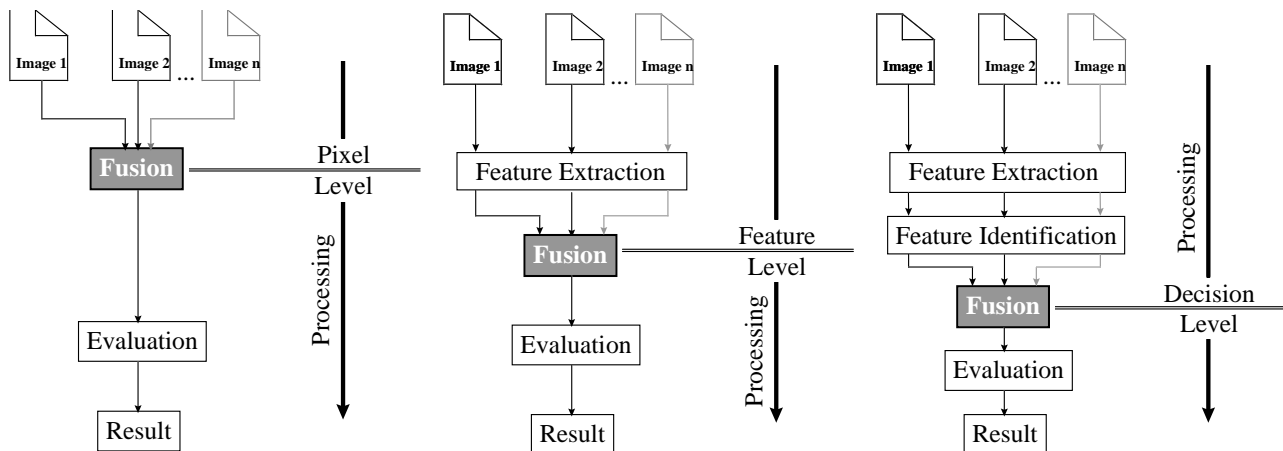 Image 1
Image 2
...
Image n
Fusion
Pixel
Level
Processing
Evaluation
Result
Image 1
Image 2
...
Image n
Feature Extraction
Fusion
Feature
Level
Processing
Evaluation
Result
Image 1
Image 2
...
Image n
Feature Extraction
Processing
Feature Identification
Fusion
Decision
Level
Evaluation
Result